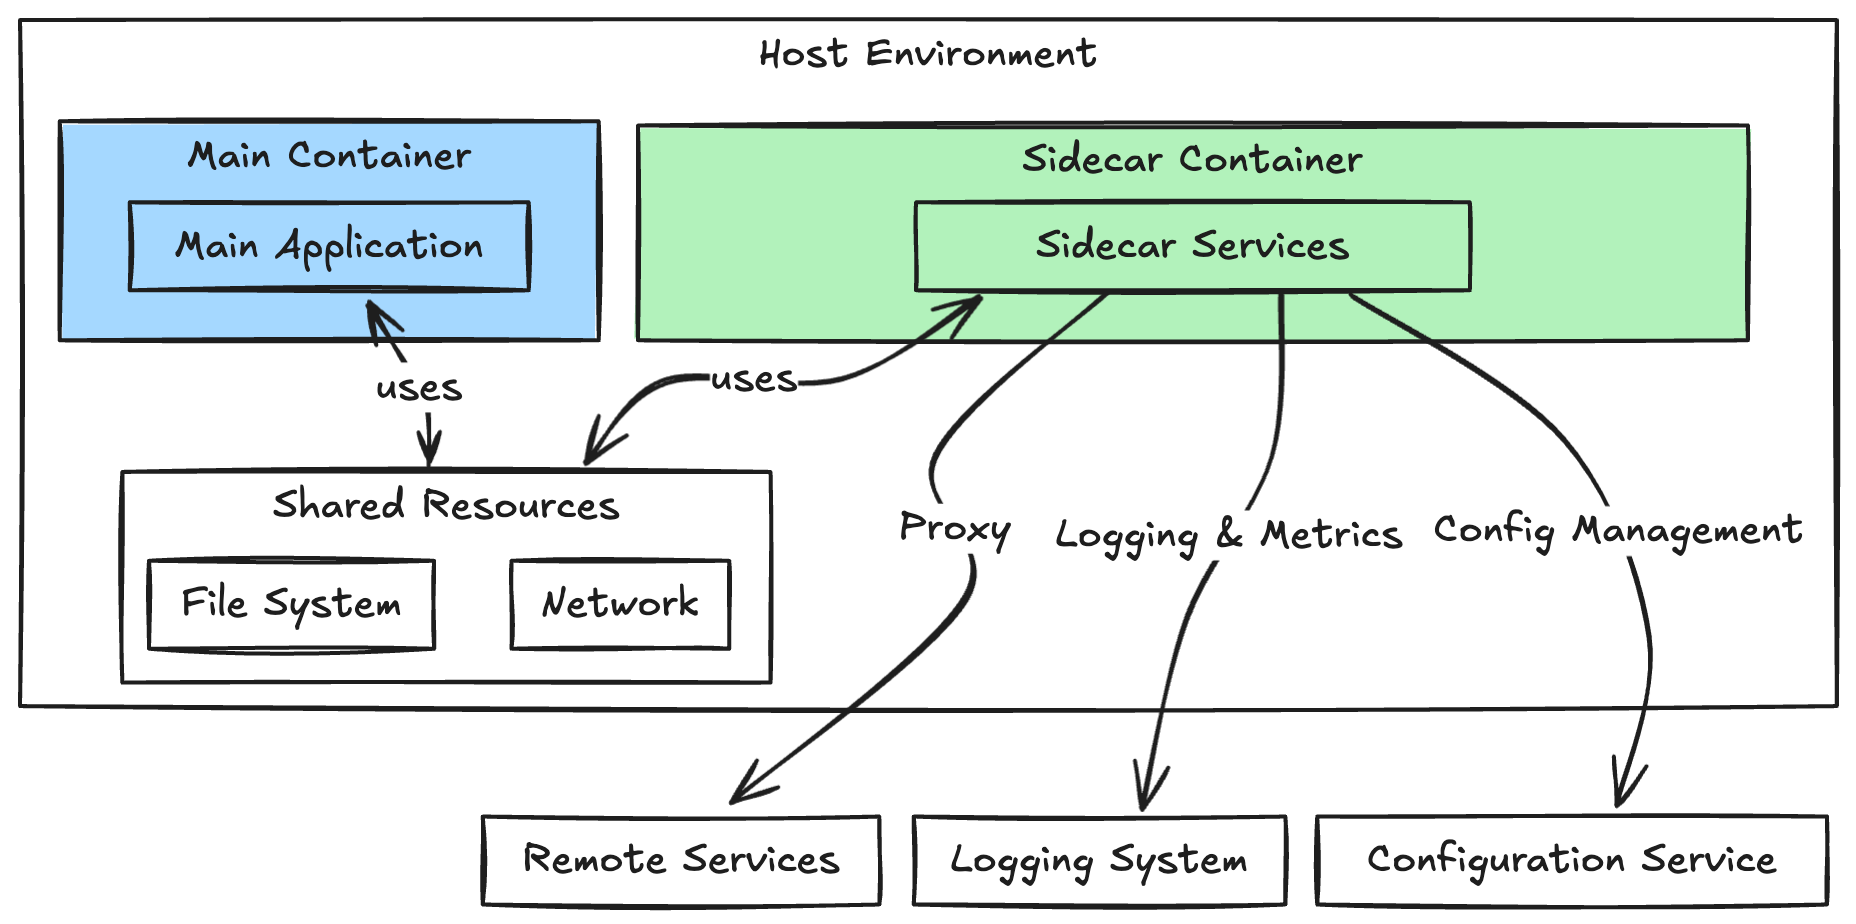 Host Environment
Main Container
Sidecar Container
Main Application
Sidecar Services
uses
uses
Shared Resources
File System
Network
Proxy
Logging & Metrics
Config Management
Remote Services
Logging System
Configuration Service